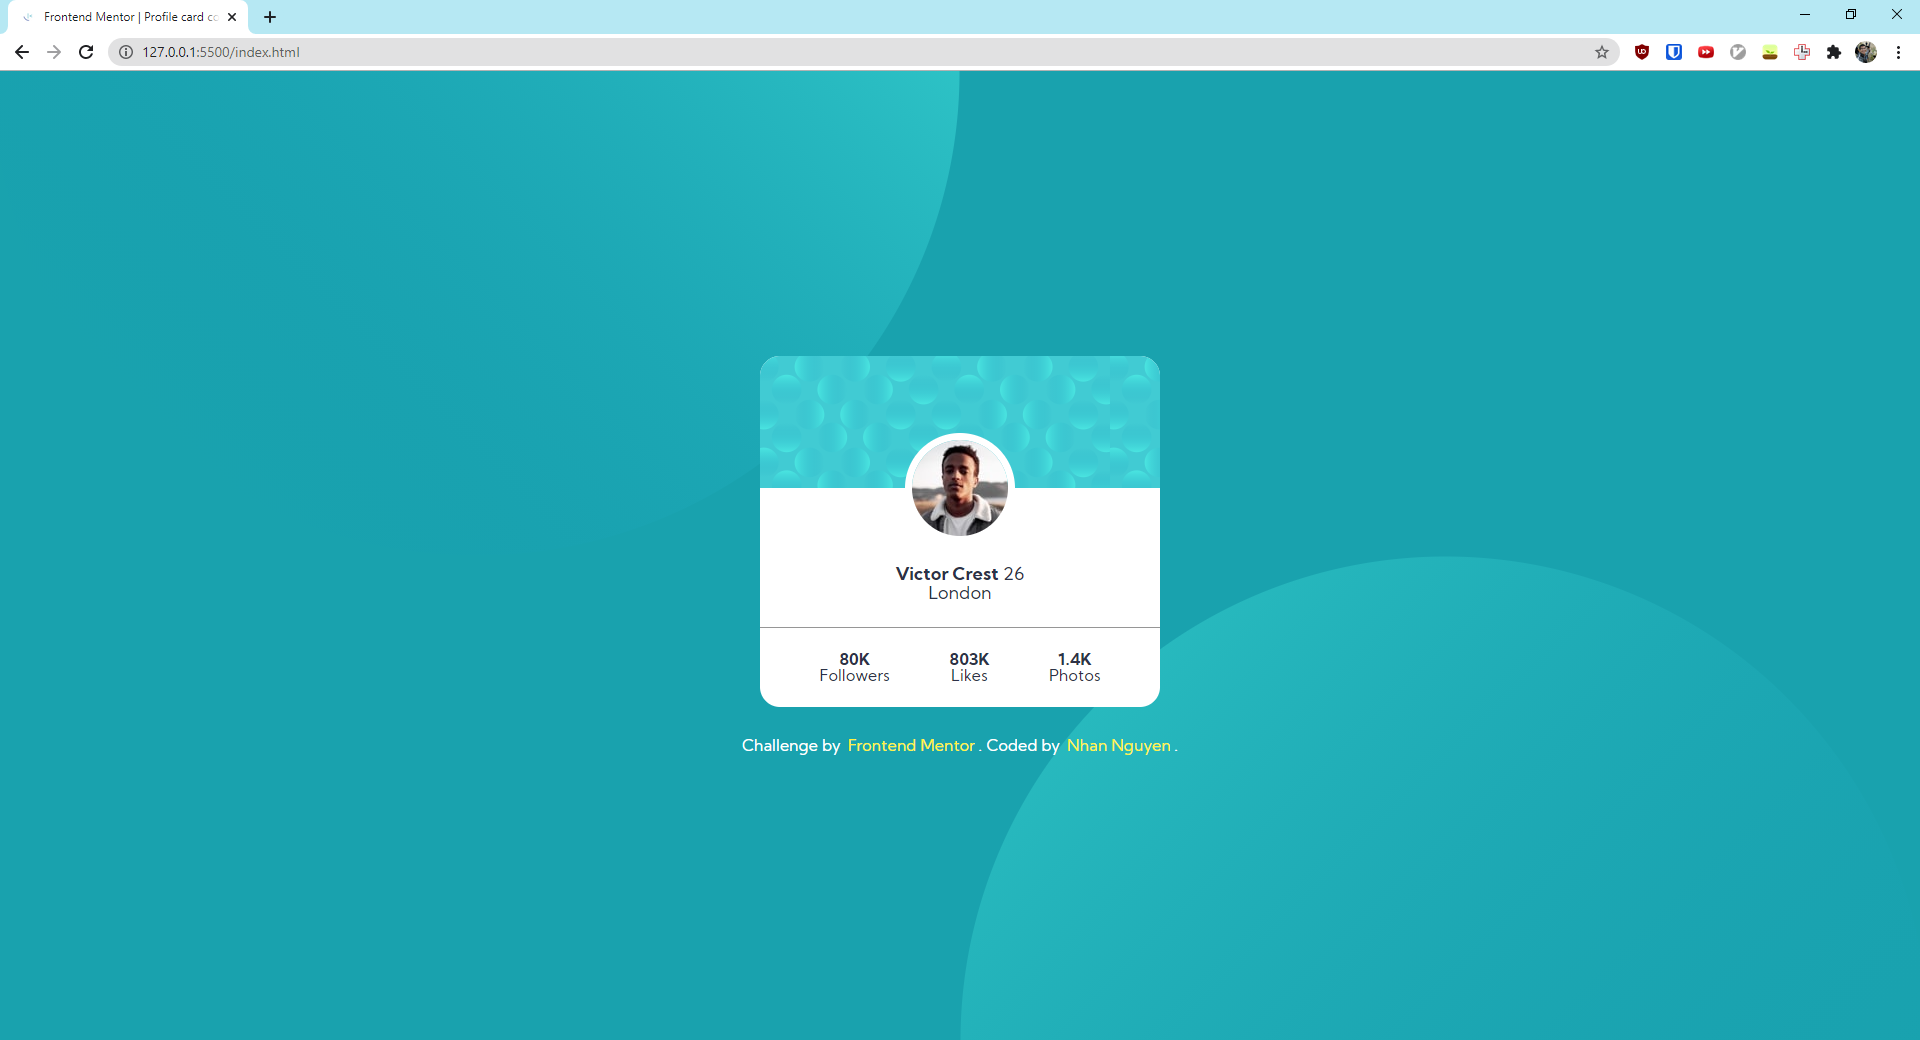 Frontend Mentor | Profile card co
127.0.0.1:5500/index.html
Victor Crest 26
London
80K 803K 1.4K
Followers Likes Photos
Challenge by Frontend Mentor . Coded by Nhan Nguyen .